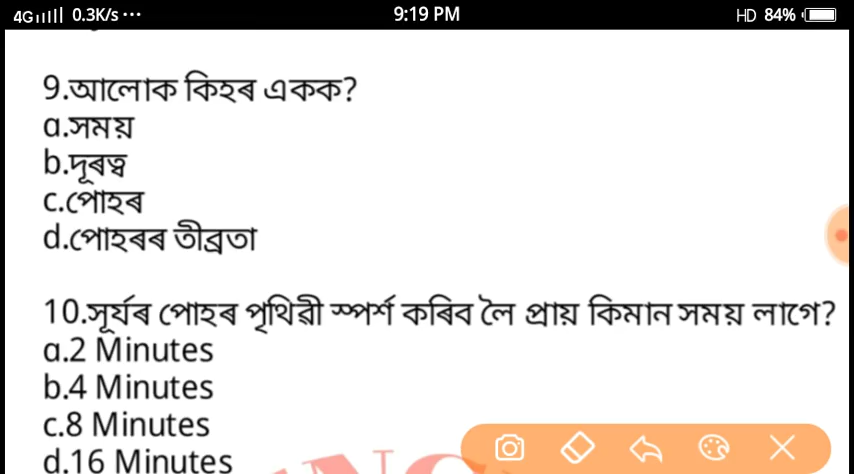 4G 0.3K/s ... 9:19 PM HD 84%
9.আলোক কিহৰ একক?
a.সময়
b.দূৰত্ব
c.পোহৰ
d.পোহৰৰ তীব্ৰতা
10.সূৰ্যৰ পোহৰ পৃথিৱী স্পৰ্শ কৰিব লৈ প্ৰায় কিমান সময় লাগে?
a.2 Minutes
b.4 Minutes
c.8 Minutes
d.16 Minutes